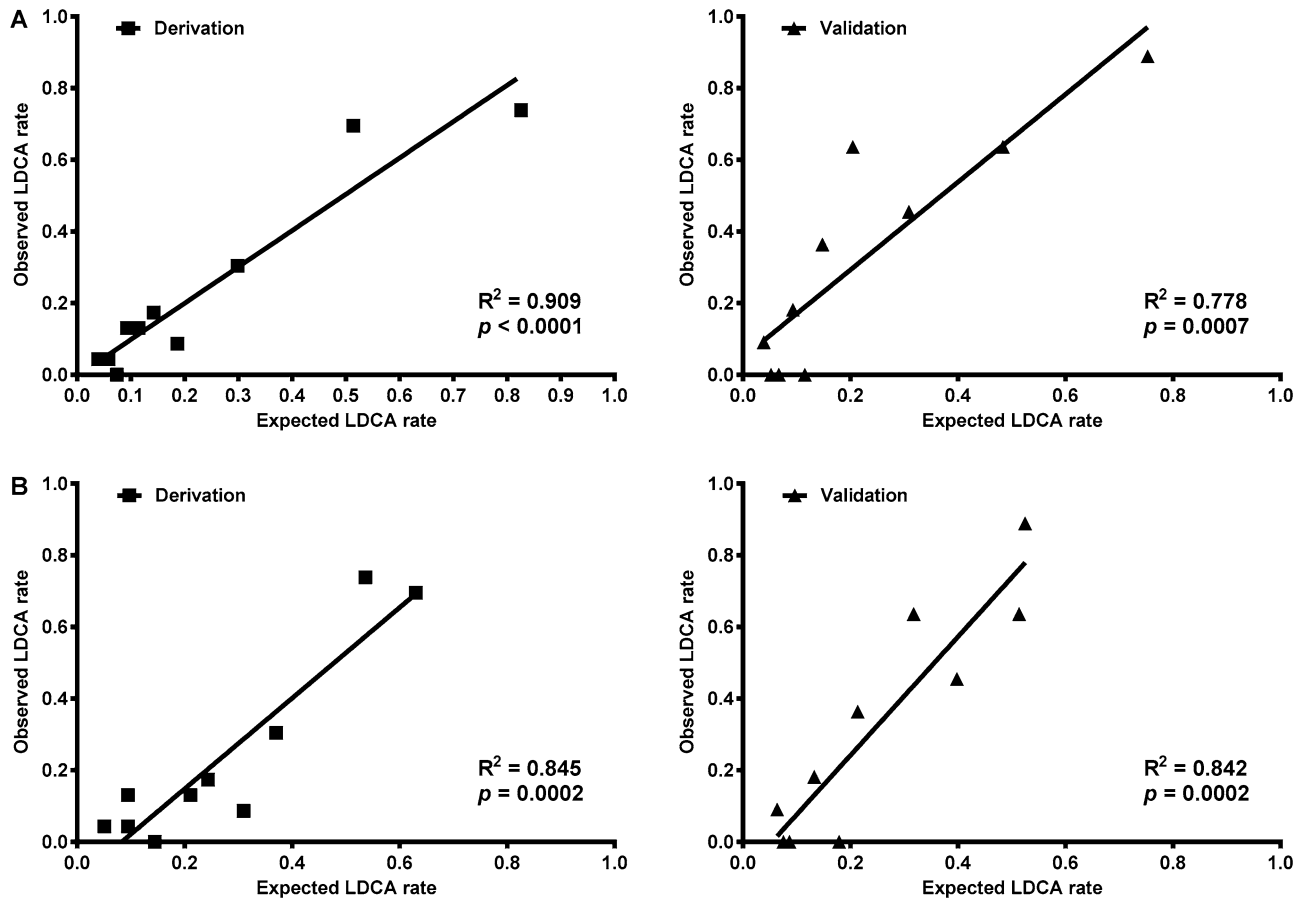 A
Derivation
1.0
0.8
0.6
0.4
0.2
0.0
Observed LDCA rate
R² = 0.909
p < 0.0001
0.0 0.1 0.2 0.3 0.4 0.5 0.6 0.7 0.8 0.9 1.0
Expected LDCA rate
Validation
1.0
0.8
0.6
0.4
0.2
0.0
Observed LDCA rate
R² = 0.778
p = 0.0007
0.0 0.2 0.4 0.6 0.8 1.0
Expected LDCA rate
B
Derivation
1.0
0.8
0.6
0.4
0.2
0.0
Observed LDCA rate
R² = 0.845
p = 0.0002
0.0 0.2 0.4 0.6 0.8 1.0
Expected LDCA rate
Validation
1.0
0.8
0.6
0.4
0.2
0.0
Observed LDCA rate
R² = 0.842
p = 0.0002
0.0 0.2 0.4 0.6 0.8 1.0
Expected LDCA rate